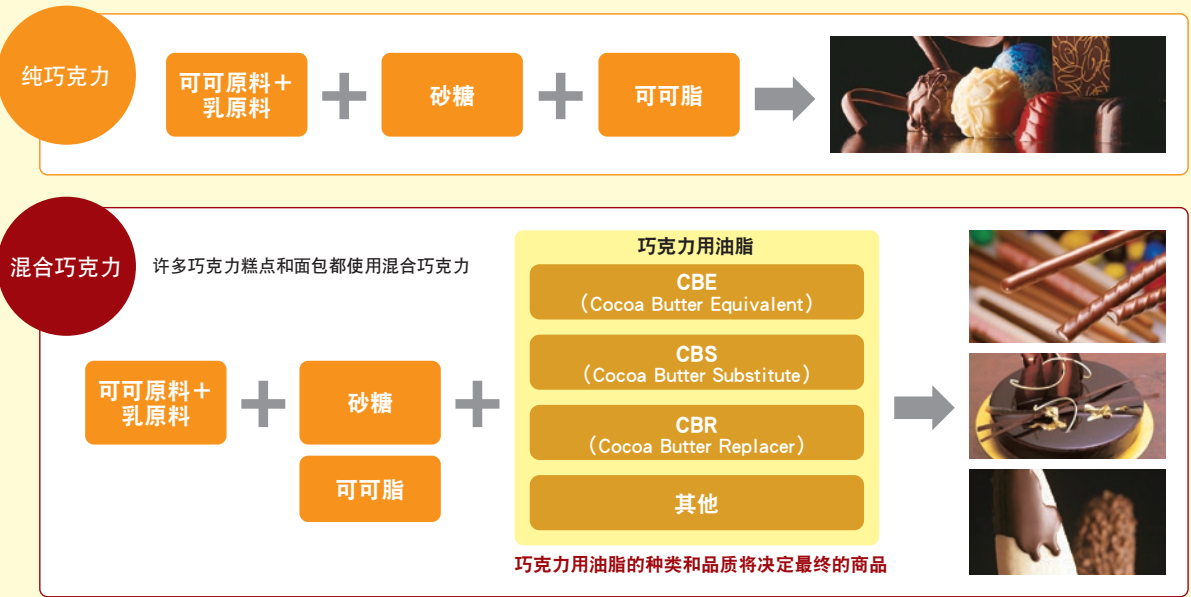 纯巧克力
可可原料＋
乳原料
砂糖
可可脂
混合巧克力
许多巧克力糕点和面包都使用混合巧克力
可可原料＋
乳原料
砂糖
可可脂
巧克力用油脂
CBE
（Cocoa Butter Equivalent）
CBS
（Cocoa Butter Substitute）
CBR
（Cocoa Butter Replacer）
其他
巧克力用油脂的种类和品质将决定最终的商品